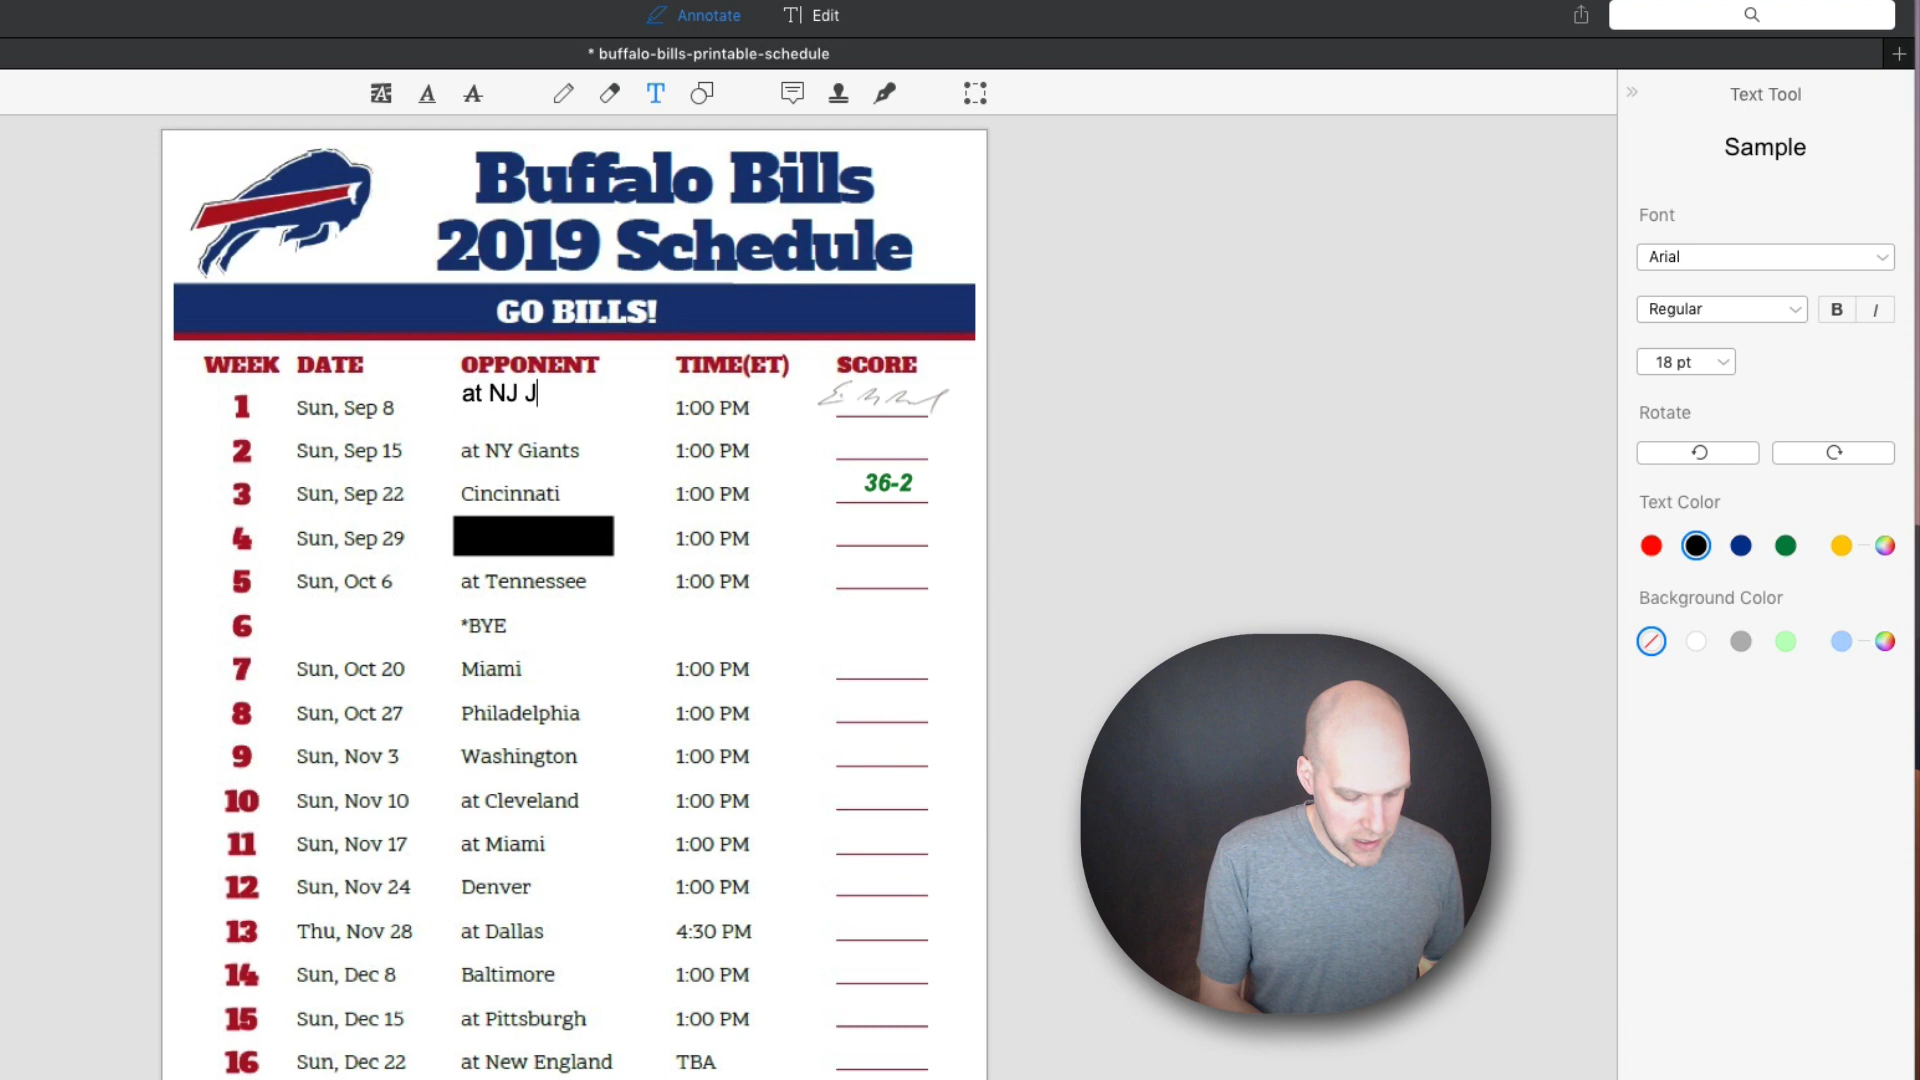 Annotate Edit
* buffalo-bills-printable-schedule
Text Tool
Sample
Font
Arial
Regular B I
18 pt
Rotate
Text Color
Background Color
Buffalo Bills
2019 Schedule
GO BILLS!
WEEK DATE OPPONENT TIME(ET) SCORE
1 Sun, Sep 8 at NJ J 1:00 PM
2 Sun, Sep 15 at NY Giants 1:00 PM
3 Sun, Sep 22 Cincinnati 1:00 PM 36-2
4 Sun, Sep 29 1:00 PM
5 Sun, Oct 6 at Tennessee 1:00 PM
6 *BYE
7 Sun, Oct 20 Miami 1:00 PM
8 Sun, Oct 27 Philadelphia 1:00 PM
9 Sun, Nov 3 Washington 1:00 PM
10 Sun, Nov 10 at Cleveland 1:00 PM
11 Sun, Nov 17 at Miami 1:00 PM
12 Sun, Nov 24 Denver 1:00 PM
13 Thu, Nov 28 at Dallas 4:30 PM
14 Sun, Dec 8 Baltimore 1:00 PM
15 Sun, Dec 15 at Pittsburgh 1:00 PM
16 Sun, Dec 22 at New England TBA